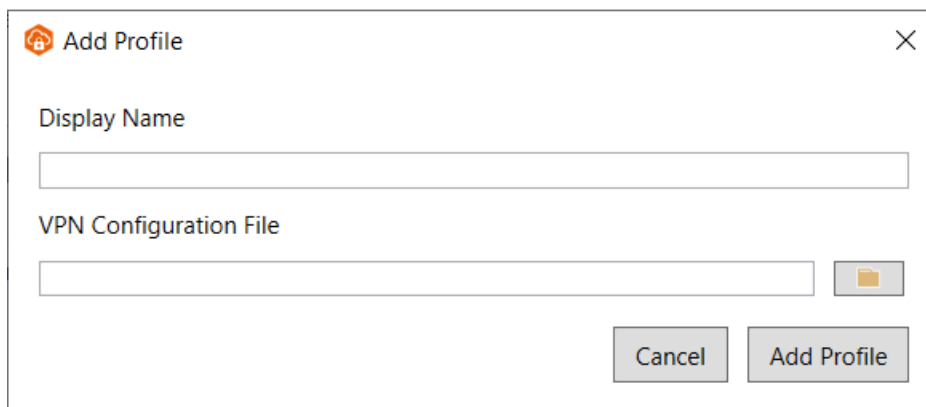 Add Profile
Display Name
VPN Configuration File
Cancel Add Profile